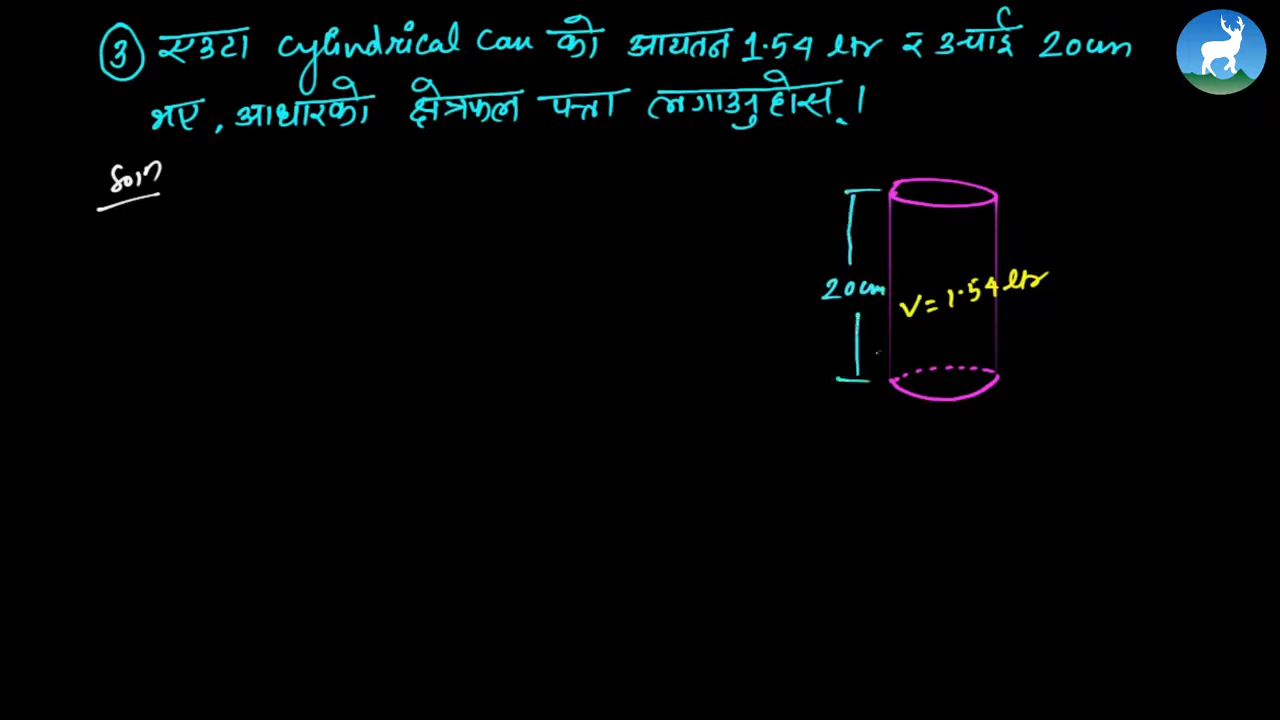 ③ एउटा cylindrical can को आयतन 1.54 ltr र उचाई 20cm
भए, आधारको क्षेत्रफल पत्ता लगाउनुहोस् ।
Soln
20cm
V = 1.54 ltr